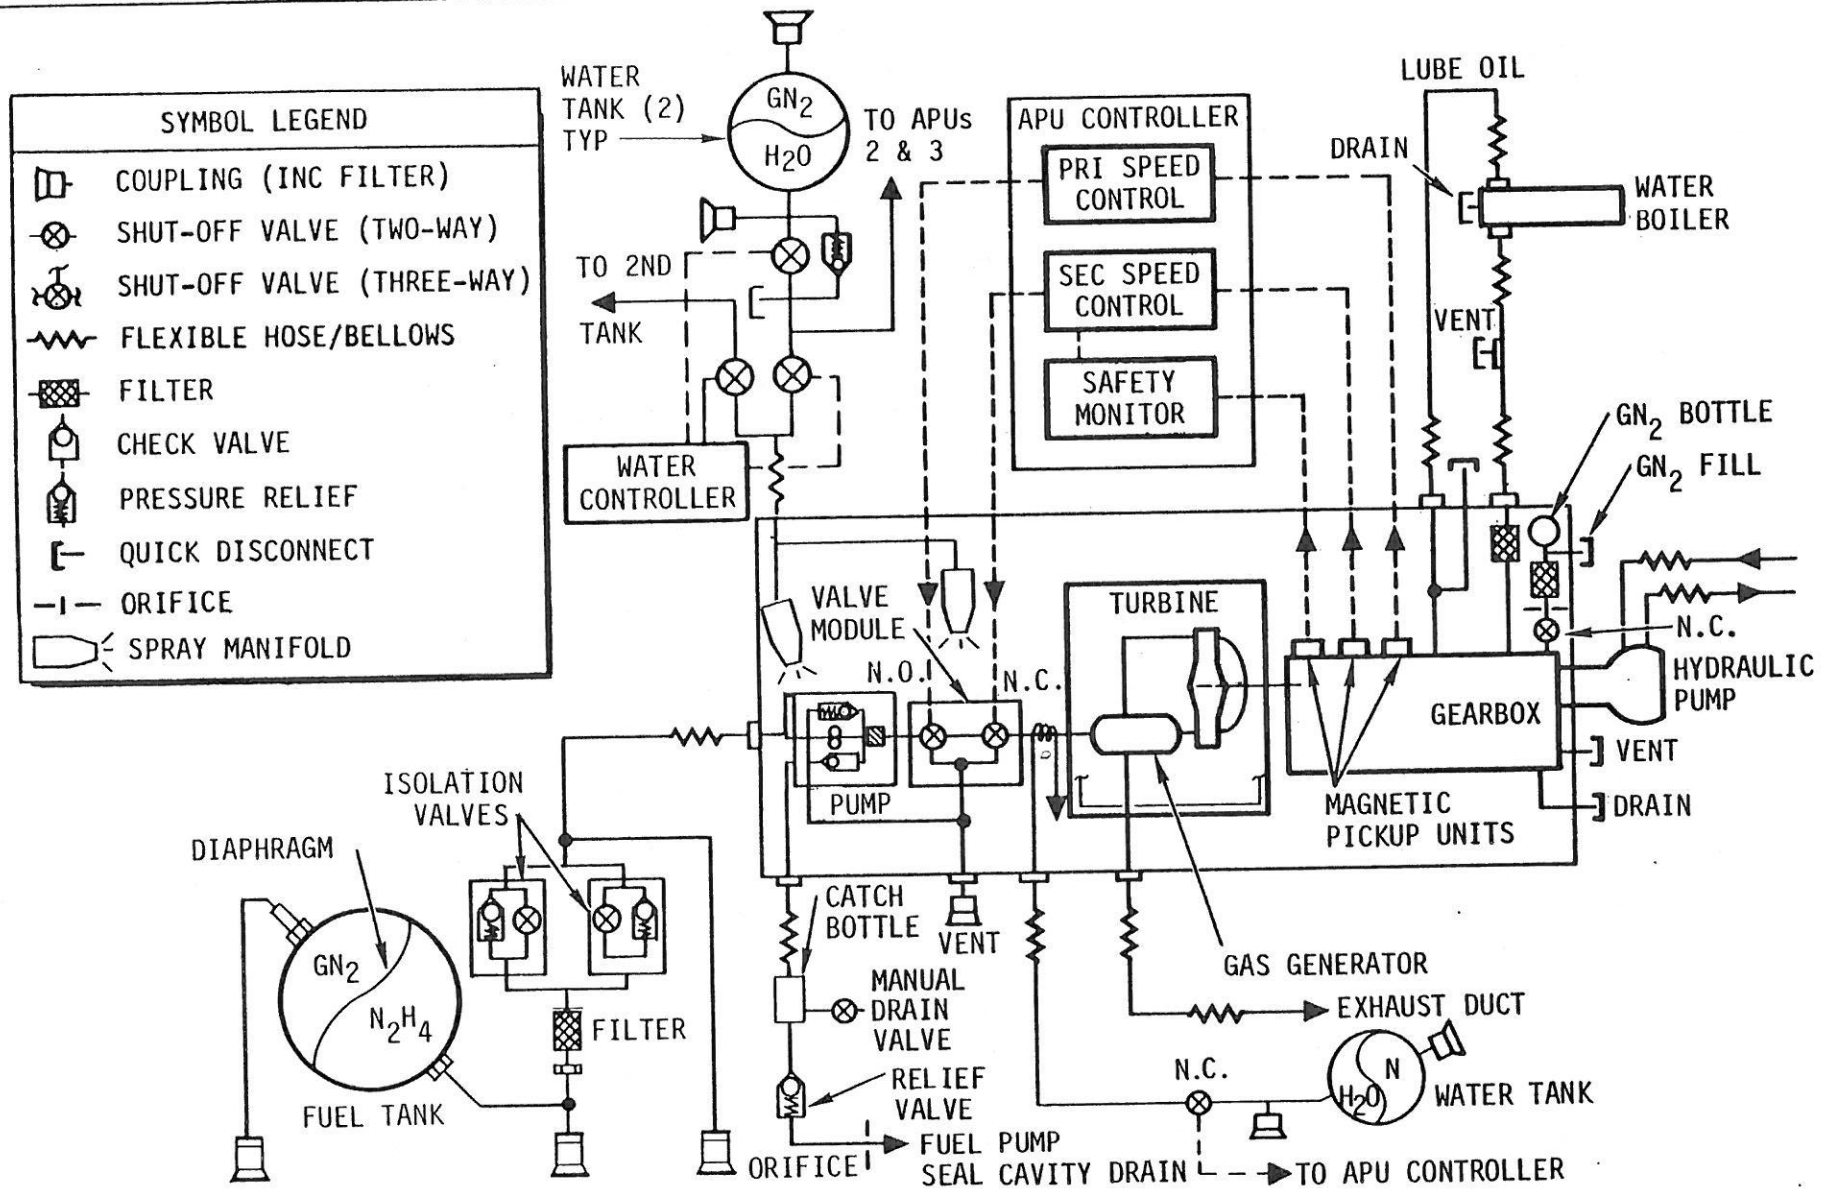 SYMBOL LEGEND
COUPLING (INC FILTER)
SHUT-OFF VALVE (TWO-WAY)
SHUT-OFF VALVE (THREE-WAY)
FLEXIBLE HOSE/BELLOWS
FILTER
CHECK VALVE
PRESSURE RELIEF
QUICK DISCONNECT
ORIFICE
SPRAY MANIFOLD
WATER
TANK (2)
TYP
GN2
H2O
TO APUs
2 & 3
TO 2ND
TANK
WATER
CONTROLLER
APU CONTROLLER
PRI SPEED
CONTROL
SEC SPEED
CONTROL
SAFETY
MONITOR
LUBE OIL
DRAIN
WATER
BOILER
VENT
GN2 BOTTLE
GN2 FILL
N.C.
HYDRAULIC
PUMP
VALVE
MODULE
N.O.
N.C.
TURBINE
GEARBOX
VENT
DRAIN
MAGNETIC
PICKUP UNITS
PUMP
ISOLATION
VALVES
DIAPHRAGM
GN2
N2H4
FUEL TANK
FILTER
CATCH
BOTTLE
VENT
MANUAL
DRAIN
VALVE
RELIEF
VALVE
ORIFICE
FUEL PUMP
SEAL CAVITY DRAIN
GAS GENERATOR
EXHAUST DUCT
N.C.
H2O
N
WATER TANK
TO APU CONTROLLER